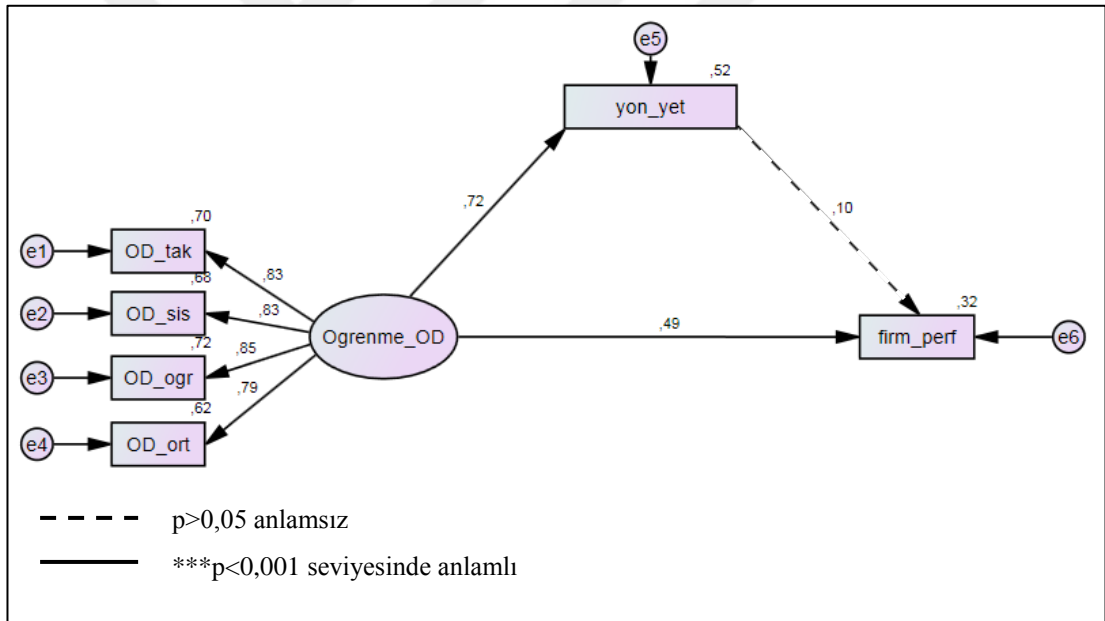 e5
,52
yon_yet
,72
,10
,70
e1
OD_tak
,83
,68
e2
OD_sis
,83
,72
e3
OD_ogr
,85
,62
e4
OD_ort
,79
Ogrenme_OD
,49
,32
firm_perf
e6
p>0,05 anlamsız
***p<0,001 seviyesinde anlamlı